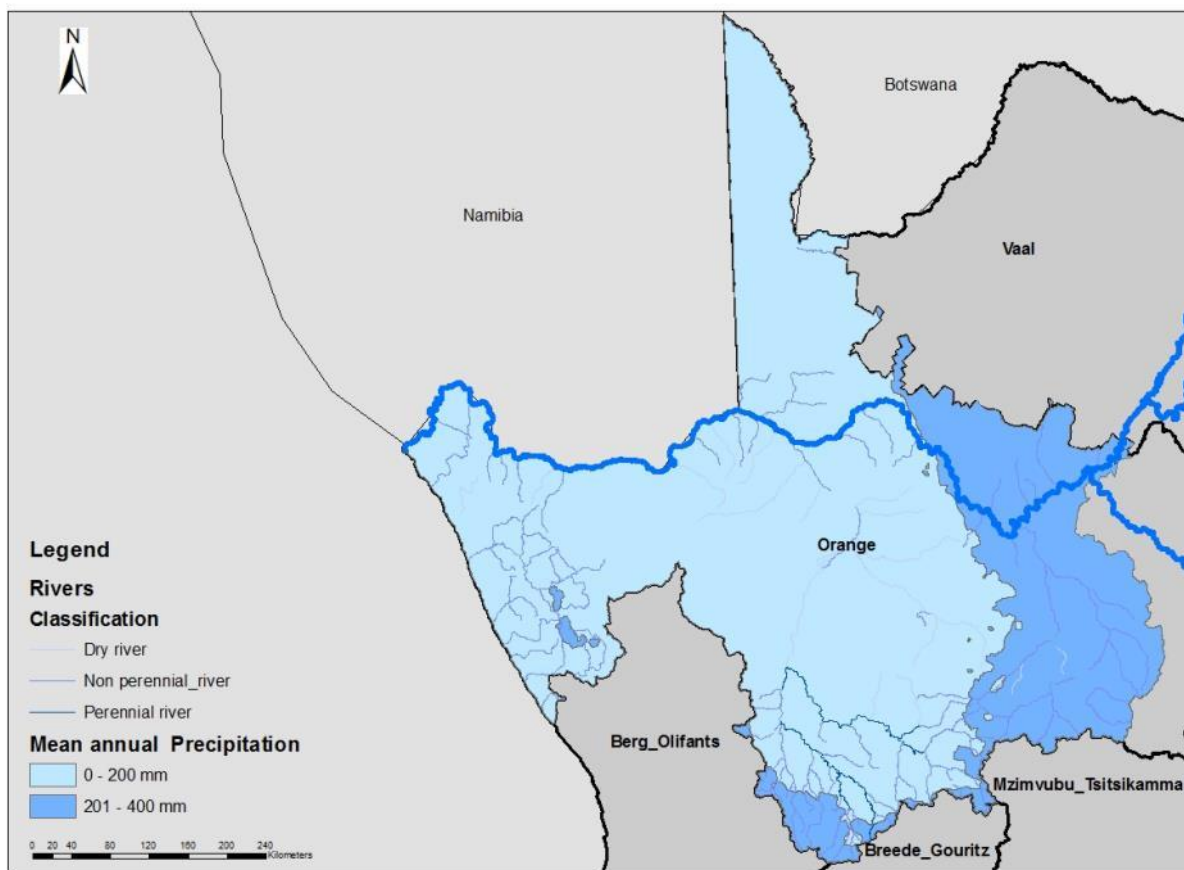 N
Botswana
Namibia
Vaal
Orange
Berg_Olifants
Mzimvubu_Tsitsikamma
Breede_Gouritz
Legend
Rivers
Classification
Dry river
Non perennial_river
Perennial river
Mean annual Precipitation
0 - 200 mm
201 - 400 mm
0 20 40 80 120 160 200 240
Kilometers